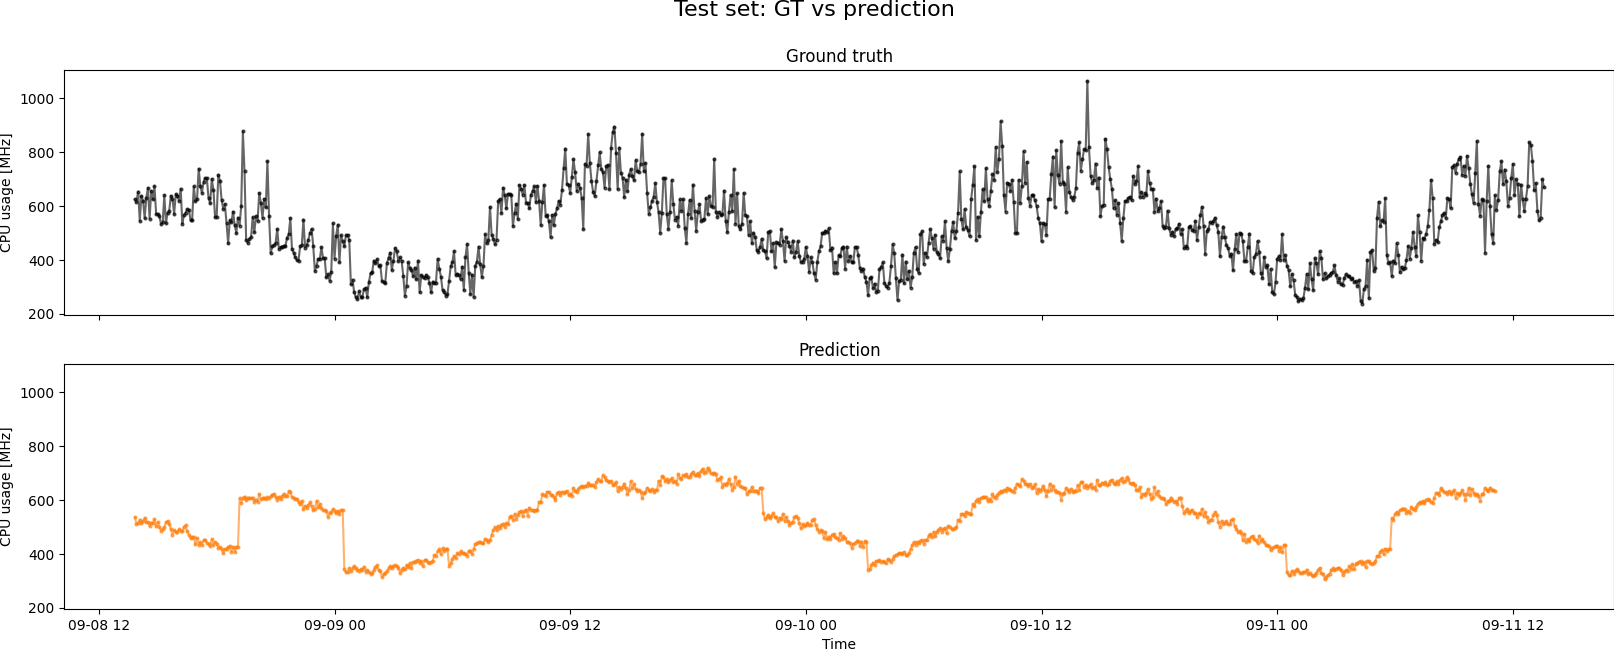 Test set: GT vs prediction
Ground truth
CPU usage [MHz]
1000
800
600
400
200
Prediction
CPU usage [MHz]
1000
800
600
400
200
09-08 12
09-09 00
09-09 12
09-10 00
09-10 12
09-11 00
09-11 12
Time